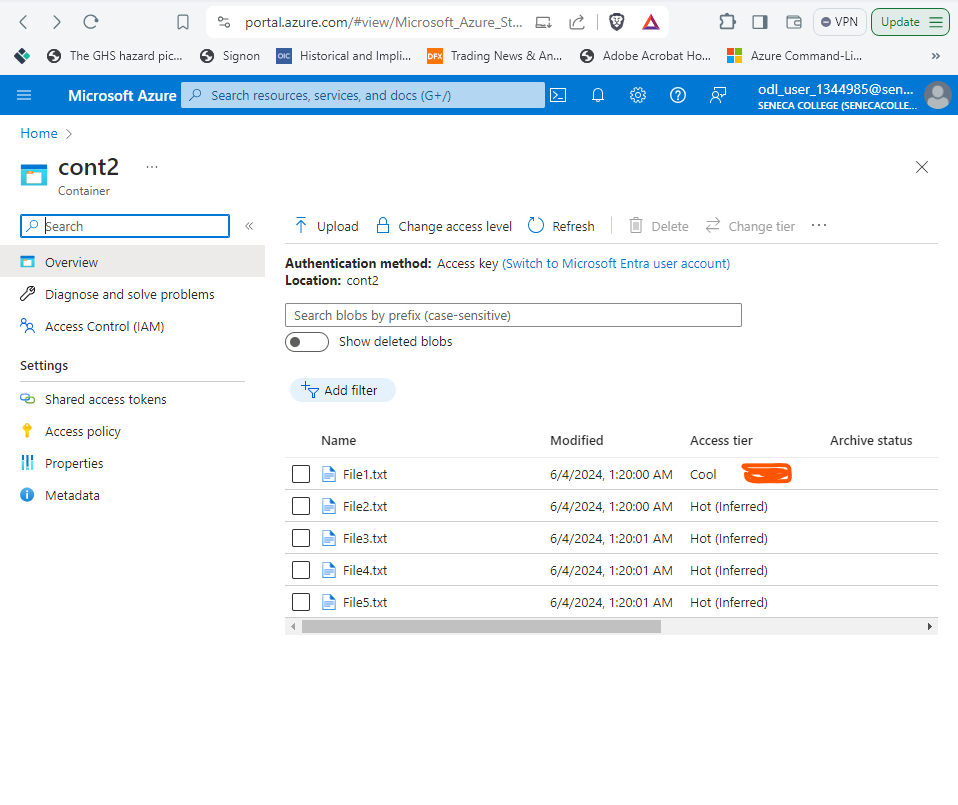 portal.azure.com/#view/Microsoft_Azure_St...
VPN
Update
The GHS hazard pic...
Signon
OIC Historical and Impli...
DFX Trading News & An...
Adobe Acrobat Ho...
Azure Command-Li...
»
Microsoft Azure
Search resources, services, and docs (G+/)
odl_user_1344985@sen...
SENECA COLLEGE (SENECACOLLE...
Home >
cont2 ...
Container
Search
«
Overview
Diagnose and solve problems
Access Control (IAM)
Settings
Shared access tokens
Access policy
Properties
Metadata
Upload Change access level Refresh Delete Change tier ...
Authentication method: Access key (Switch to Microsoft Entra user account)
Location: cont2
Search blobs by prefix (case-sensitive)
Show deleted blobs
Add filter
Name Modified Access tier Archive status
File1.txt 6/4/2024, 1:20:00 AM Cool
File2.txt 6/4/2024, 1:20:00 AM Hot (Inferred)
File3.txt 6/4/2024, 1:20:01 AM Hot (Inferred)
File4.txt 6/4/2024, 1:20:01 AM Hot (Inferred)
File5.txt 6/4/2024, 1:20:01 AM Hot (Inferred)